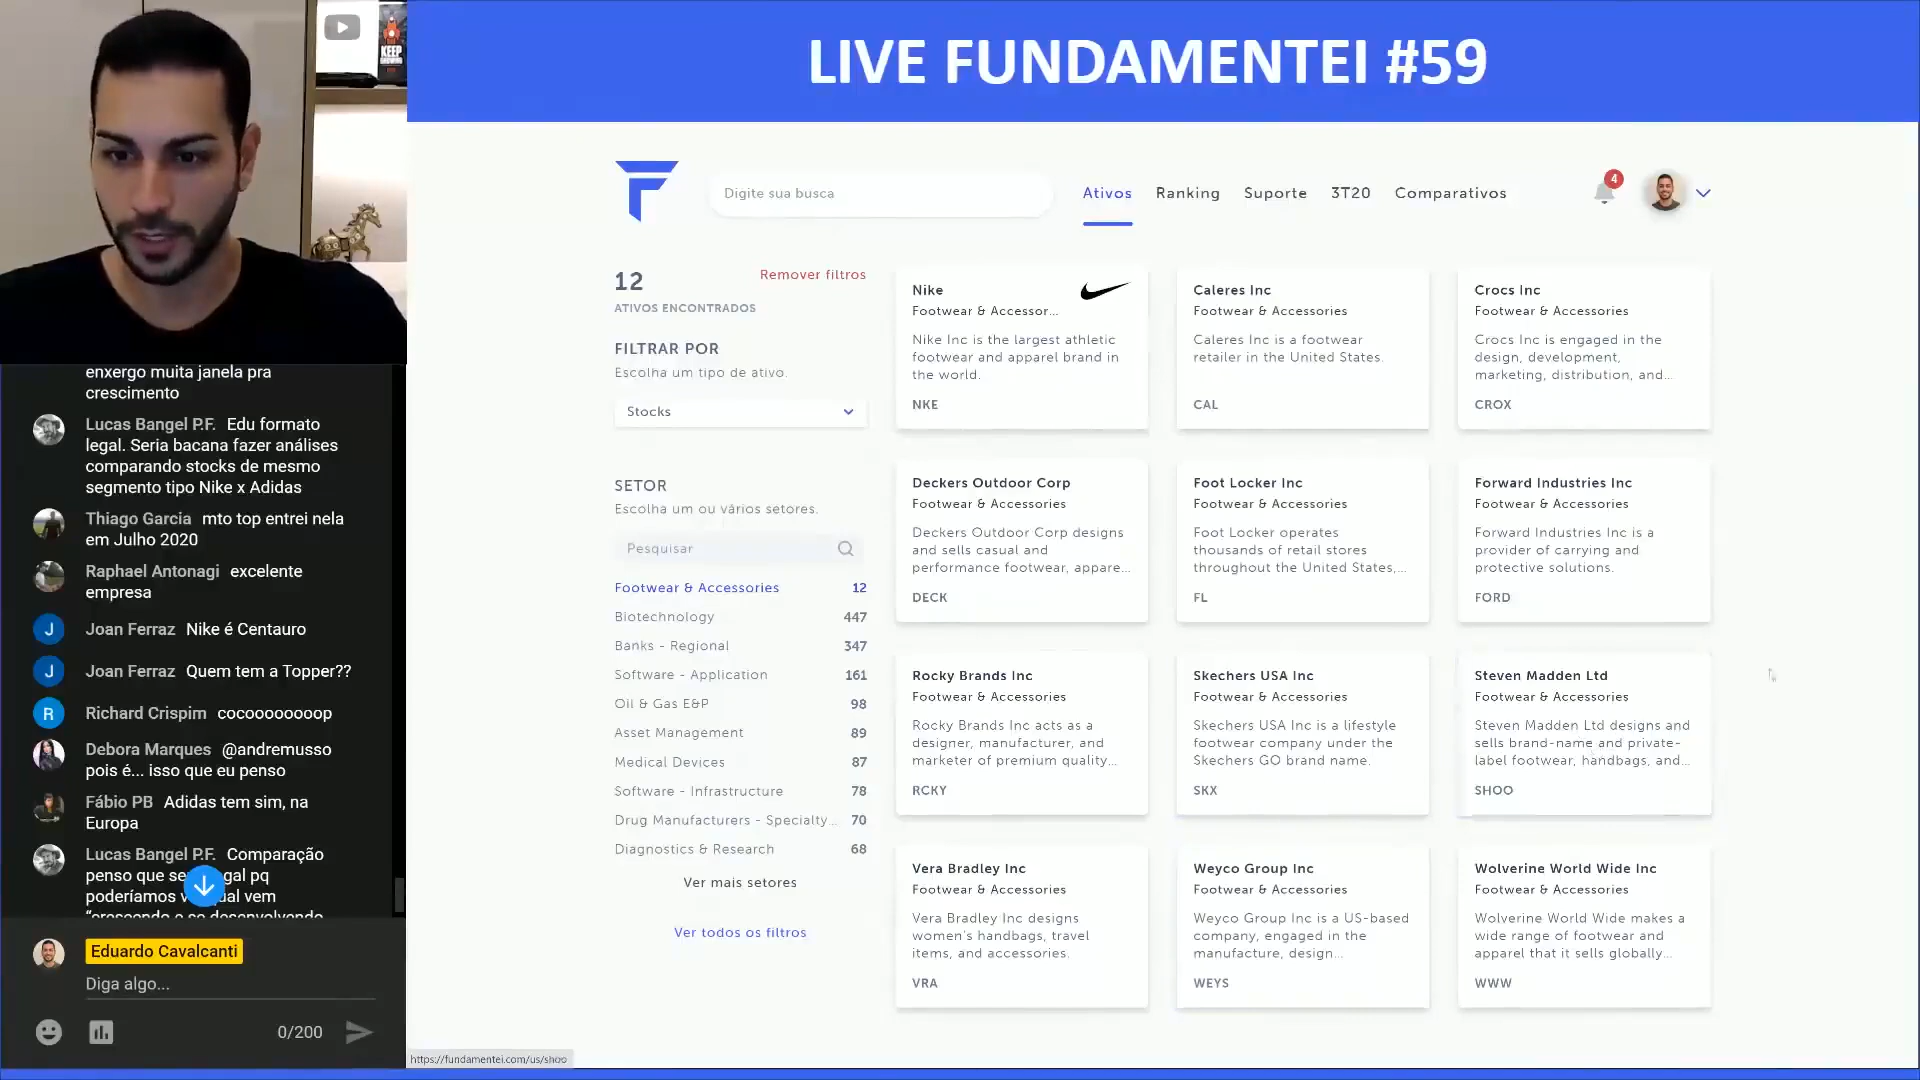 LIVE FUNDAMENTEI #59
KEEP
enxergo muita janela pra
crescimento
Lucas Bangel P.F. Edu formato
legal. Seria bacana fazer análises
comparando stocks de mesmo
segmento tipo Nike x Adidas
Thiago Garcia mto top entrei nela
em Julho 2020
Raphael Antonagi excelente
empresa
J Joan Ferraz Nike é Centauro
J Joan Ferraz Quem tem a Topper??
R Richard Crispim cocoooooooop
Debora Marques @andremusso
pois é... isso que eu penso
Fábio PB Adidas tem sim, na
Europa
Lucas Bangel P.F. Comparação
penso que
poderíamos vem
“crescendo e se desenvolvendo
Eduardo Cavalcanti
Diga algo...
0/200
Digite sua busca
Ativos Ranking Suporte 3T20 Comparativos
4
12 Remover filtros
ATIVOS ENCONTRADOS
FILTRAR POR
Escolha um tipo de ativo.
Stocks
SETOR
Escolha um ou vários setores.
Pesquisar
Footwear & Accessories 12
Biotechnology 447
Banks - Regional 347
Software - Application 161
Oil & Gas E&P 98
Asset Management 89
Medical Devices 87
Software - Infrastructure 78
Drug Manufacturers - Specialty... 70
Diagnostics & Research 68
Ver mais setores
Ver todos os filtros
Nike
Footwear & Accessor...
Nike Inc is the largest athletic
footwear and apparel brand in
the world.
NKE
Caleres Inc
Footwear & Accessories
Caleres Inc is a footwear
retailer in the United States.
CAL
Crocs Inc
Footwear & Accessories
Crocs Inc is engaged in the
design, development,
marketing, distribution, and...
CROX
Deckers Outdoor Corp
Footwear & Accessories
Deckers Outdoor Corp designs
and sells casual and
performance footwear, appare...
DECK
Foot Locker Inc
Footwear & Accessories
Foot Locker operates
thousands of retail stores
throughout the United States,...
FL
Forward Industries Inc
Footwear & Accessories
Forward Industries Inc is a
provider of carrying and
protective solutions.
FORD
Rocky Brands Inc
Footwear & Accessories
Rocky Brands Inc acts as a
designer, manufacturer, and
marketer of premium quality...
RCKY
Skechers USA Inc
Footwear & Accessories
Skechers USA Inc is a lifestyle
footwear company under the
Skechers GO brand name.
SKX
Steven Madden Ltd
Footwear & Accessories
Steven Madden Ltd designs and
sells brand-name and private-
label footwear, handbags, and...
SHOO
Vera Bradley Inc
Footwear & Accessories
Vera Bradley Inc designs
women's handbags, travel
items, and accessories.
VRA
Weyco Group Inc
Footwear & Accessories
Weyco Group Inc is a US-based
company, engaged in the
manufacture, design...
WEYS
Wolverine World Wide Inc
Footwear & Accessories
Wolverine World Wide makes a
wide range of footwear and
apparel that it sells globally...
WWW
https://fundamentei.com/us/shoo